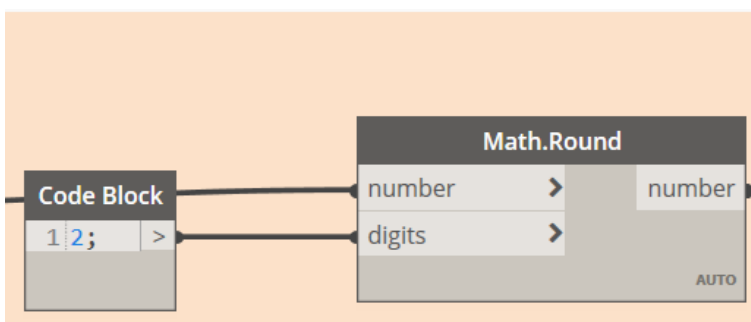 Math.Round
Code Block
number > number
1 2; >
digits >
AUTO